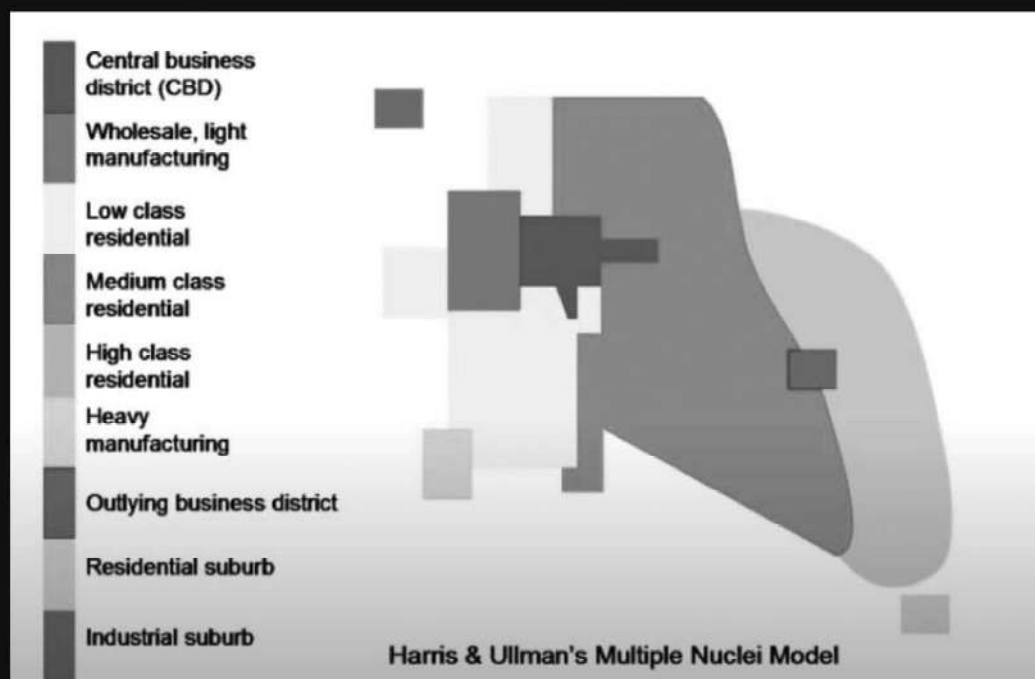 Central business
district (CBD)
Wholesale, light
manufacturing
Low class
residential
Medium class
residential
High class
residential
Heavy
manufacturing
Outlying business district
Residential suburb
Industrial suburb
Harris & Ullman's Multiple Nuclei Model